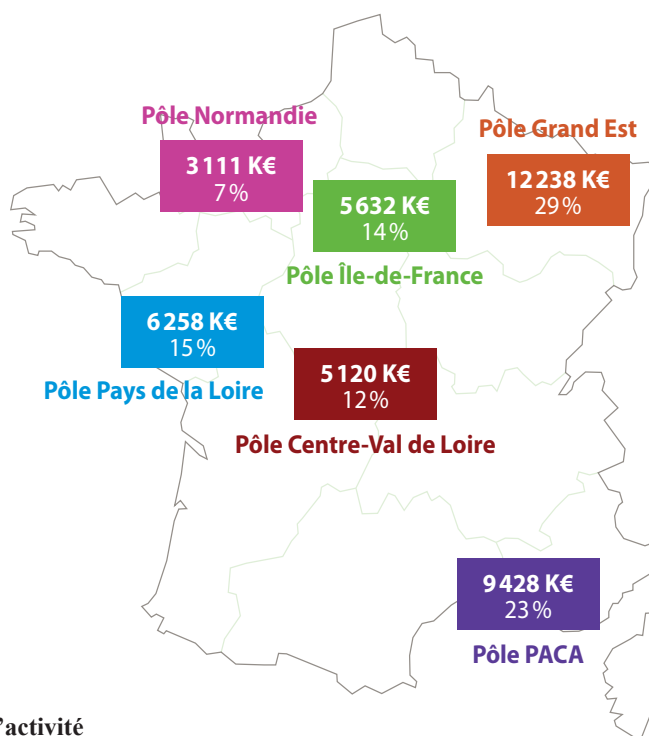 Pôle Normandie
3 111 K€
7 %
Pôle Grand Est
12 238 K€
29 %
5 632 K€
14 %
Pôle Île-de-France
6 258 K€
15 %
Pôle Pays de la Loire
5 120 K€
12 %
Pôle Centre-Val de Loire
9 428 K€
23 %
Pôle PACA
’activité